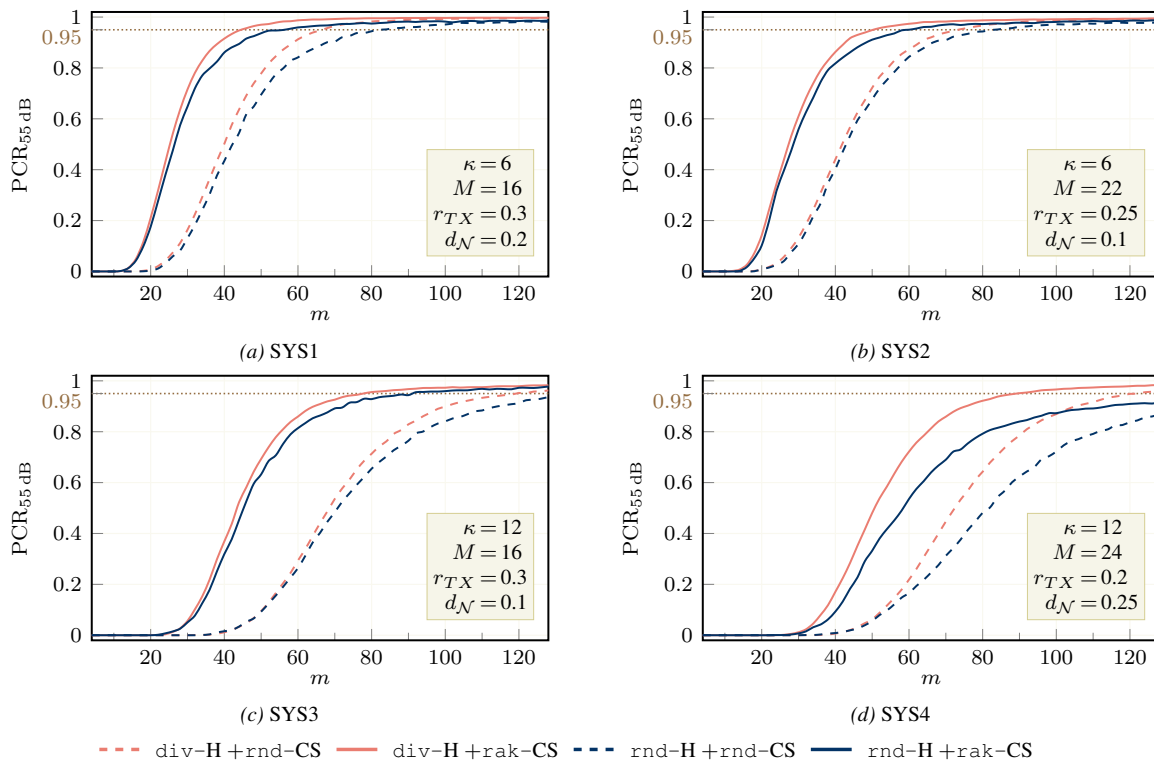 1
0.95
0.8
0.6
0.4
0.2
0
PCR55 dB
κ = 6
M = 16
rTX = 0.3
dN = 0.2
20 40 60 80 100 120
m
(a) SYS1
1
0.95
0.8
0.6
0.4
0.2
0
PCR55 dB
κ = 6
M = 22
rTX = 0.25
dN = 0.1
20 40 60 80 100 120
m
(b) SYS2
1
0.95
0.8
0.6
0.4
0.2
0
PCR55 dB
κ = 12
M = 16
rTX = 0.3
dN = 0.1
20 40 60 80 100 120
m
(c) SYS3
1
0.95
0.8
0.6
0.4
0.2
0
PCR55 dB
κ = 12
M = 24
rTX = 0.2
dN = 0.25
20 40 60 80 100 120
m
(d) SYS4
div-H +rnd-CS div-H +rak-CS rnd-H +rnd-CS rnd-H +rak-CS